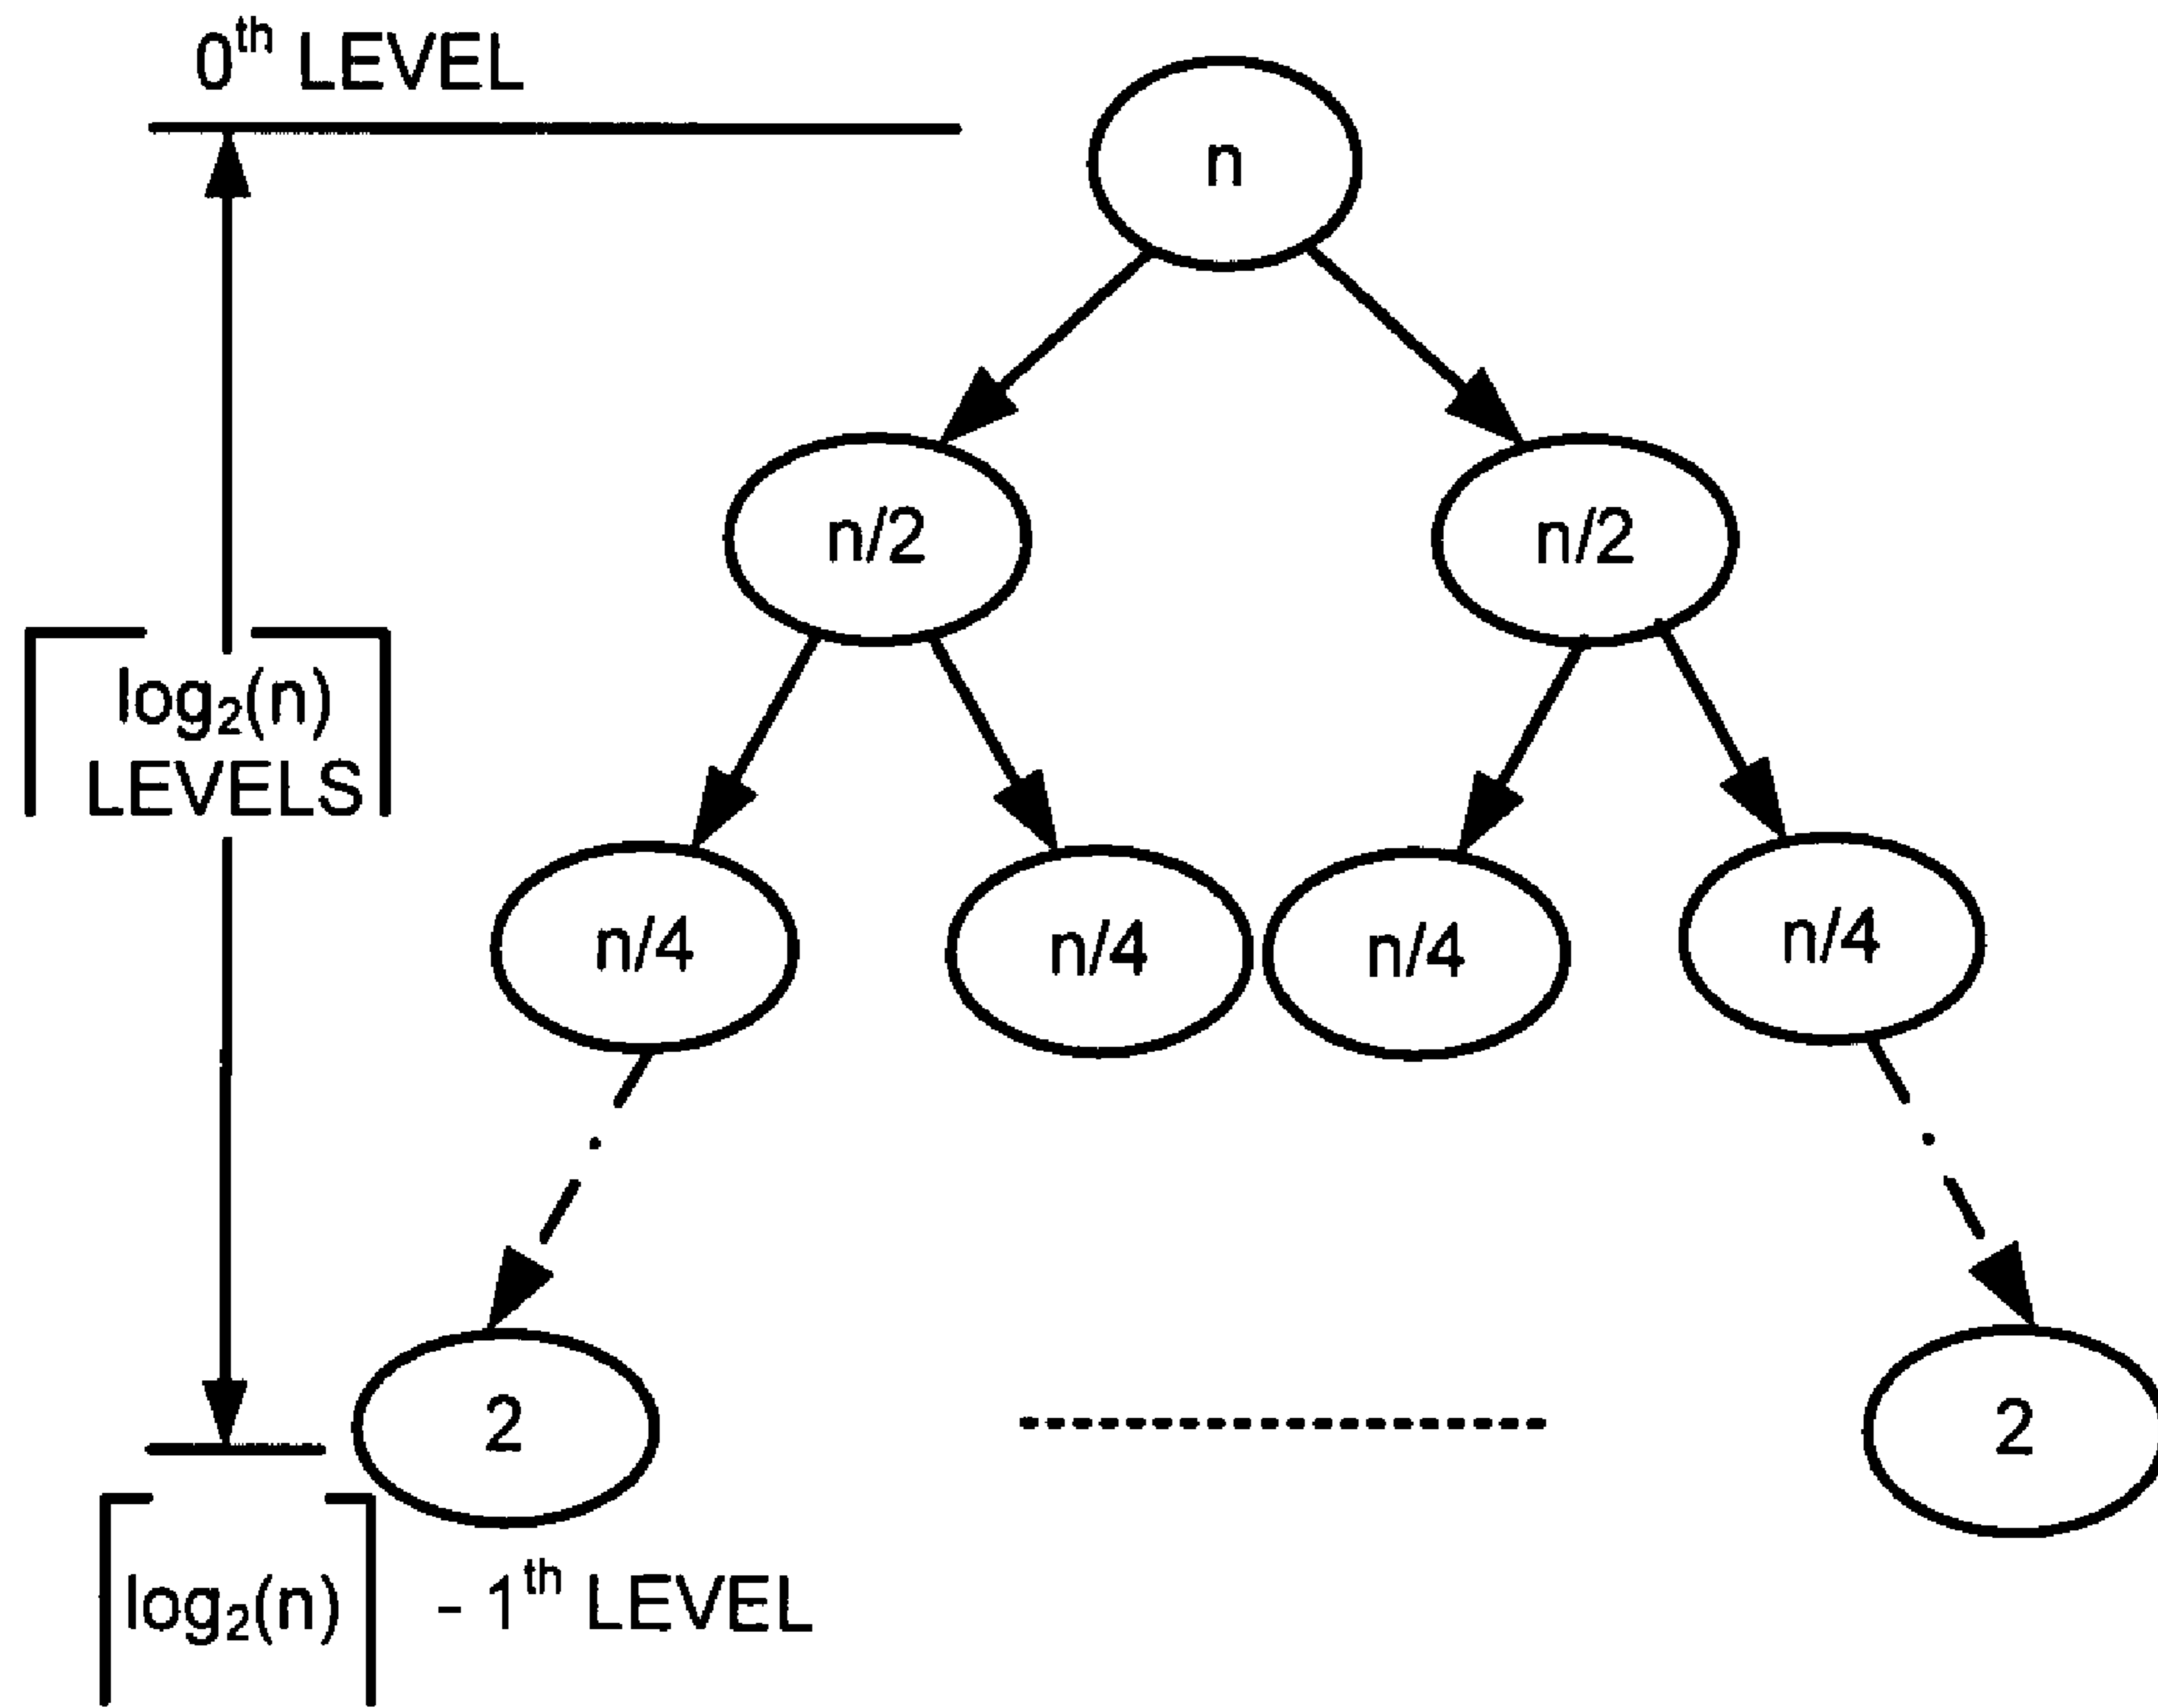 0th LEVEL
n
n/2 n/2
log2(n)
LEVELS
n/4 n/4 n/4 n/4
2 2
log2(n) - 1th LEVEL